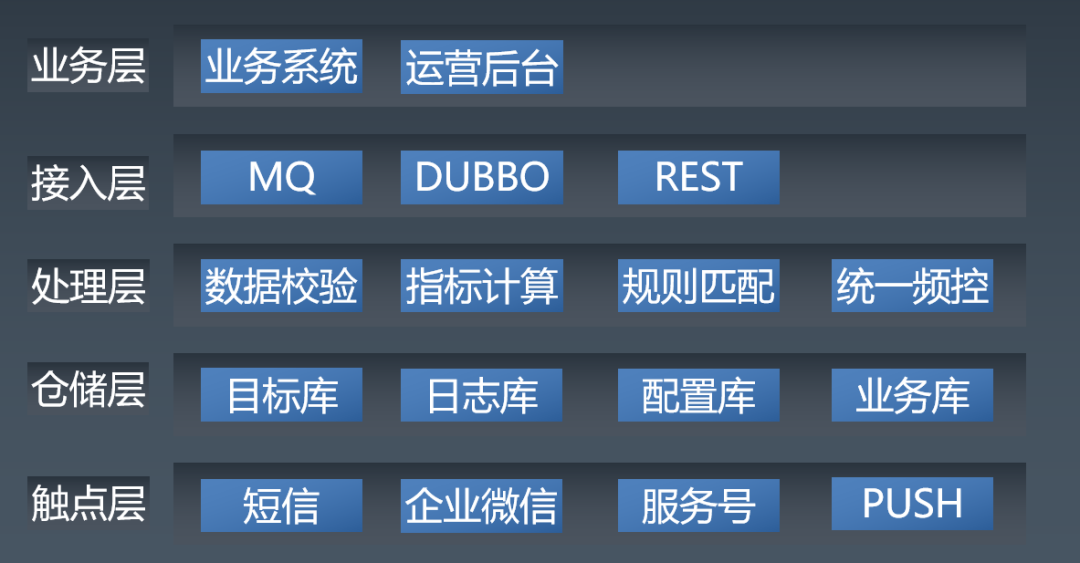 业务层 业务系统 运营后台
接入层 MQ DUBBO REST
处理层 数据校验 指标计算 规则匹配 统一频控
仓储层 目标库 日志库 配置库 业务库
触点层 短信 企业微信 服务号 PUSH